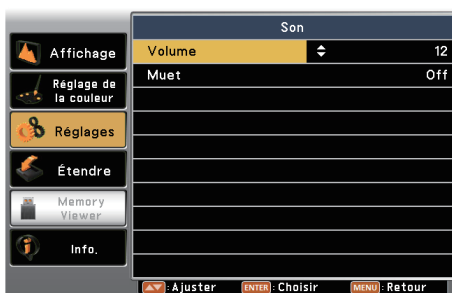 Son
Affichage
Réglage de
la couleur
Réglages
Étendre
Memory
Viewer
Info.
Volume 12
Muet Off
:Ajuster ENTER :Choisir MENU :Retour